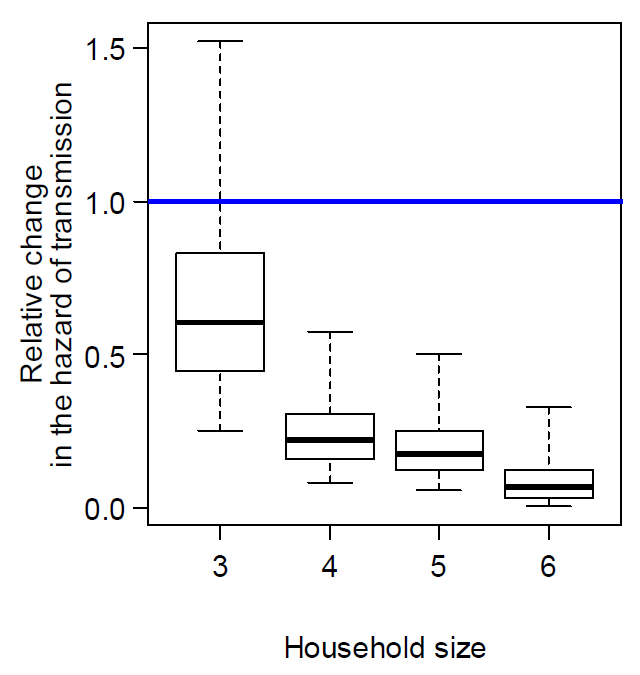 Relative change
in the hazard of transmission
1.5
1.0
0.5
0.0
3 4 5 6
Household size